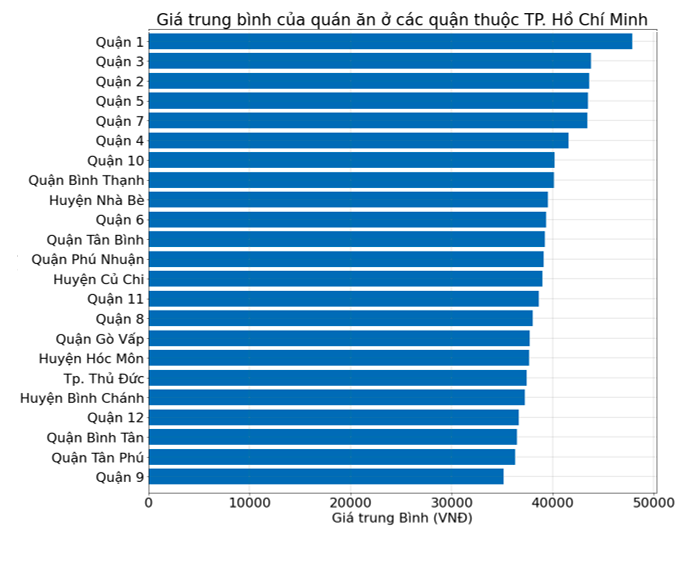 Giá trung bình của quán ăn ở các quận thuộc TP. Hồ Chí Minh
Quận 1
Quận 3
Quận 2
Quận 5
Quận 7
Quận 4
Quận 10
Quận Bình Thạnh
Huyện Nhà Bè
Quận 6
Quận Tân Bình
Quận Phú Nhuận
Huyện Củ Chi
Quận 11
Quận 8
Quận Gò Vấp
Huyện Hóc Môn
Tp. Thủ Đức
Huyện Bình Chánh
Quận 12
Quận Bình Tân
Quận Tân Phú
Quận 9
0 10000 20000 30000 40000 50000
Giá trung Bình (VNĐ)